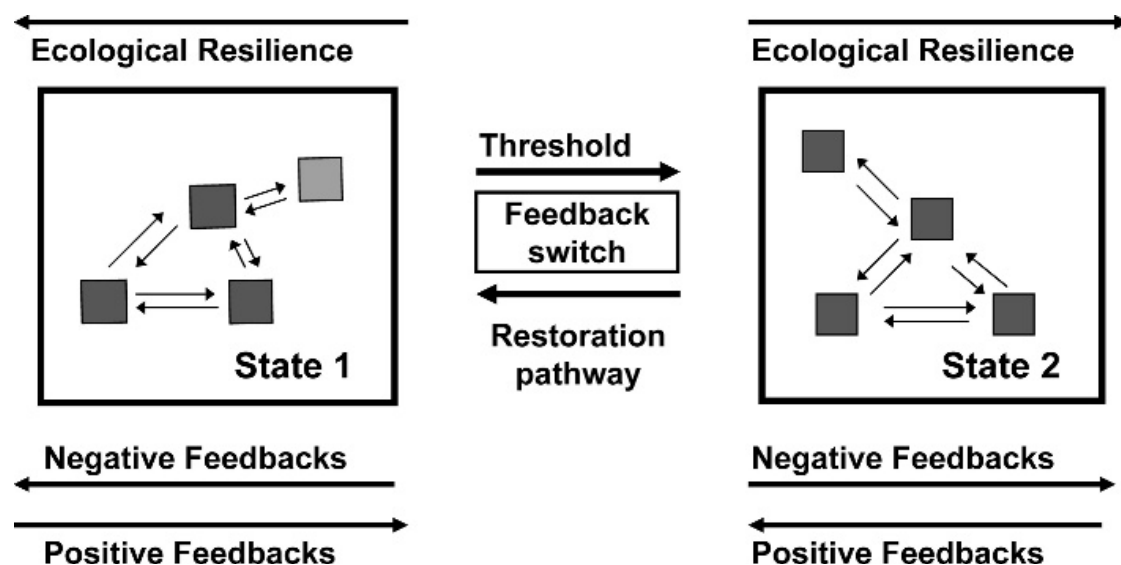 Ecological Resilience
State 1
Negative Feedbacks
Positive Feedbacks
Threshold
Feedback
switch
Restoration
pathway
Ecological Resilience
State 2
Negative Feedbacks
Positive Feedbacks